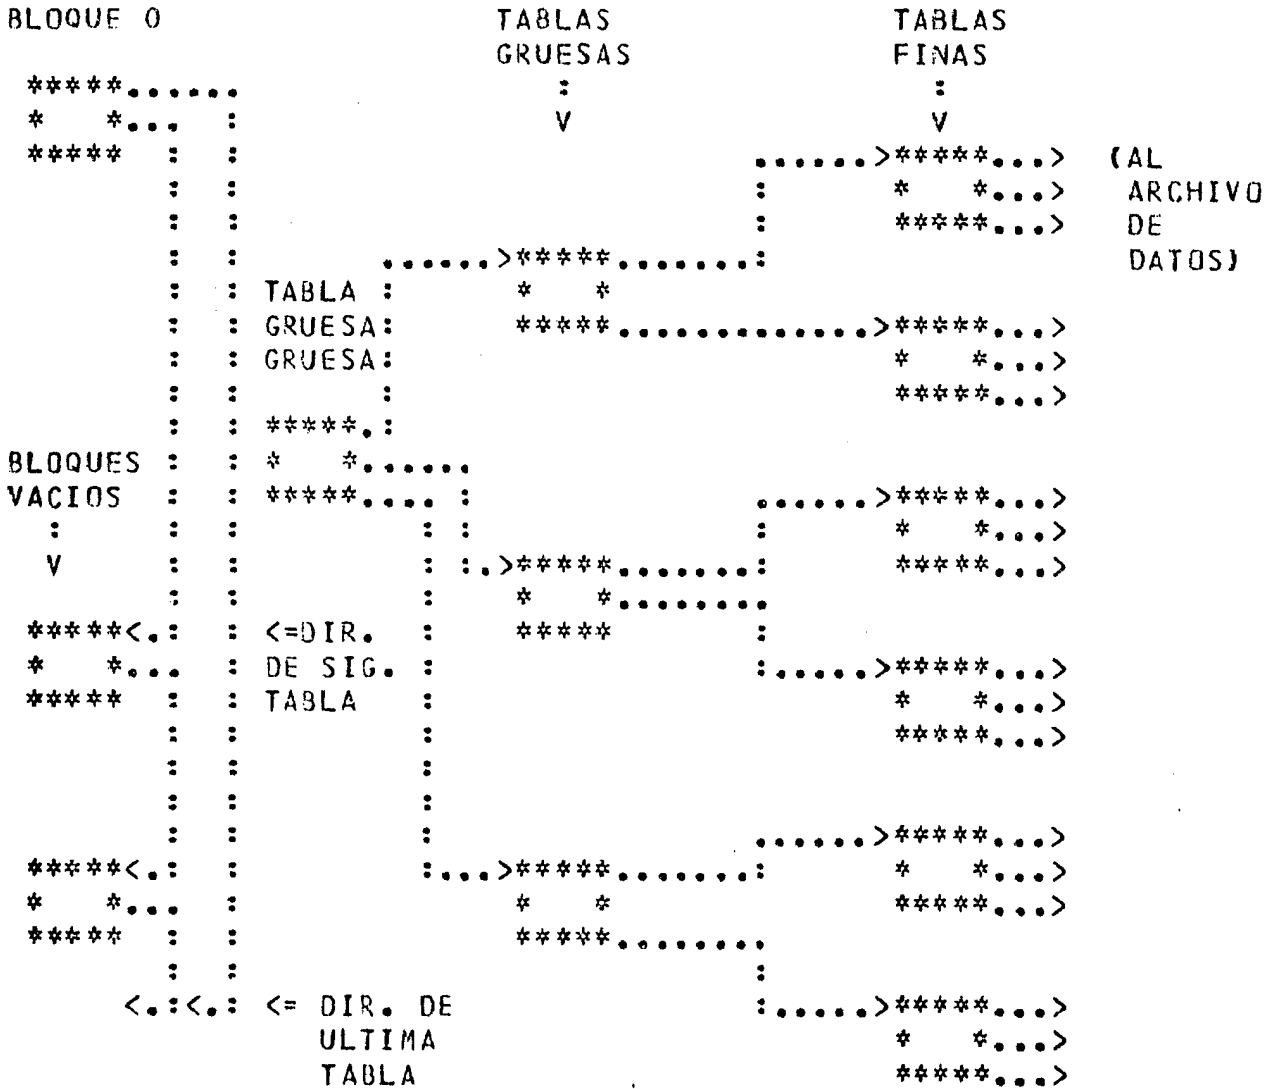 BLOQUE 0
TABLAS GRUESAS
TABLAS FINAS
:
V
:
V
(AL ARCHIVO DE DATOS)
TABLA GRUESA GRUESA
BLOQUES VACIOS
:
V
<=DIR. DE SIG. TABLA
<= DIR. DE ULTIMA TABLA